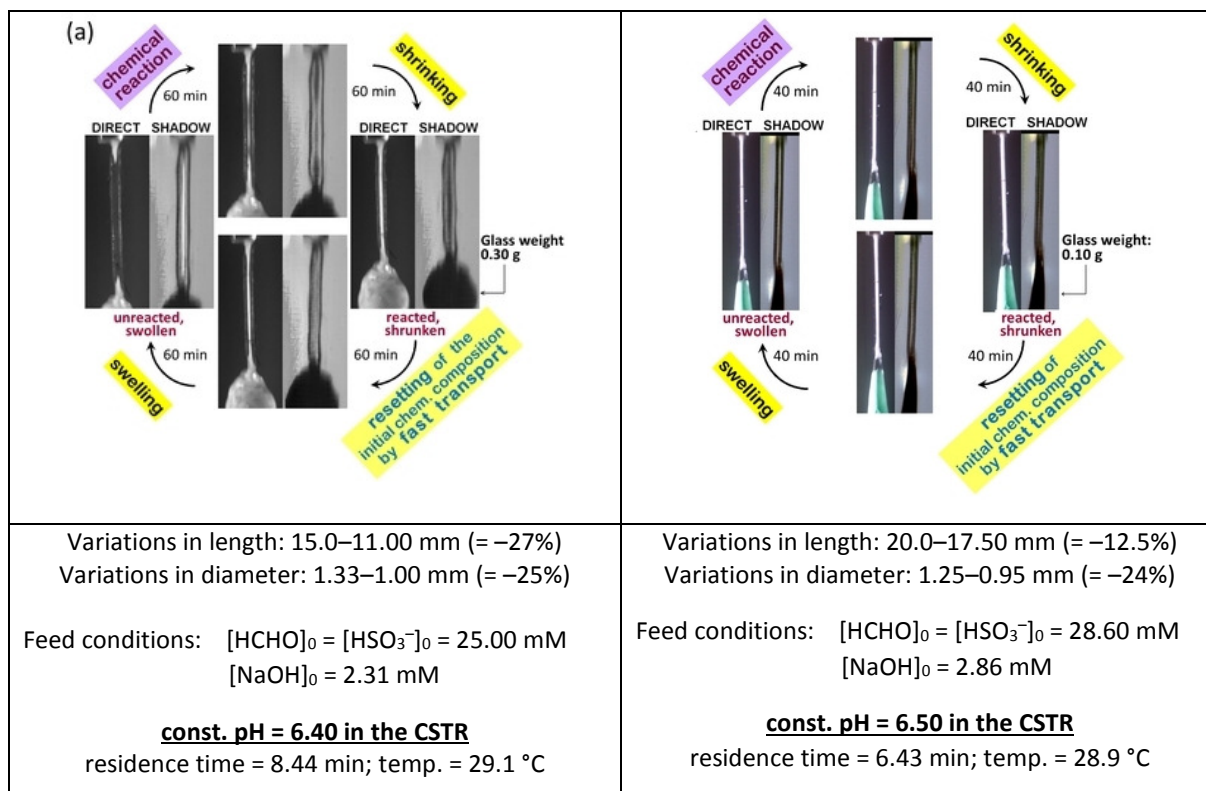 (a)
chemical
reaction
60 min
60 min
shrinking
DIRECT SHADOW
DIRECT SHADOW
Glass weight
0.30 g
unreacted,
swollen
reacted,
shrunken
60 min
60 min
swelling
resetting of the
initial chem. composition
by fast transport
chemical
reaction
40 min
40 min
shrinking
DIRECT SHADOW
DIRECT SHADOW
Glass weight:
0.10 g
unreacted,
swollen
reacted,
shrunken
40 min
40 min
swelling
resetting of
initial chem. composition
by fast transport
Variations in length: 15.0–11.00 mm (= –27%)
Variations in diameter: 1.33–1.00 mm (= –25%)
Feed conditions: [HCHO]₀ = [HSO₃⁻]₀ = 25.00 mM
[NaOH]₀ = 2.31 mM
const. pH = 6.40 in the CSTR
residence time = 8.44 min; temp. = 29.1 °C
Variations in length: 20.0–17.50 mm (= –12.5%)
Variations in diameter: 1.25–0.95 mm (= –24%)
Feed conditions: [HCHO]₀ = [HSO₃⁻]₀ = 28.60 mM
[NaOH]₀ = 2.86 mM
const. pH = 6.50 in the CSTR
residence time = 6.43 min; temp. = 28.9 °C